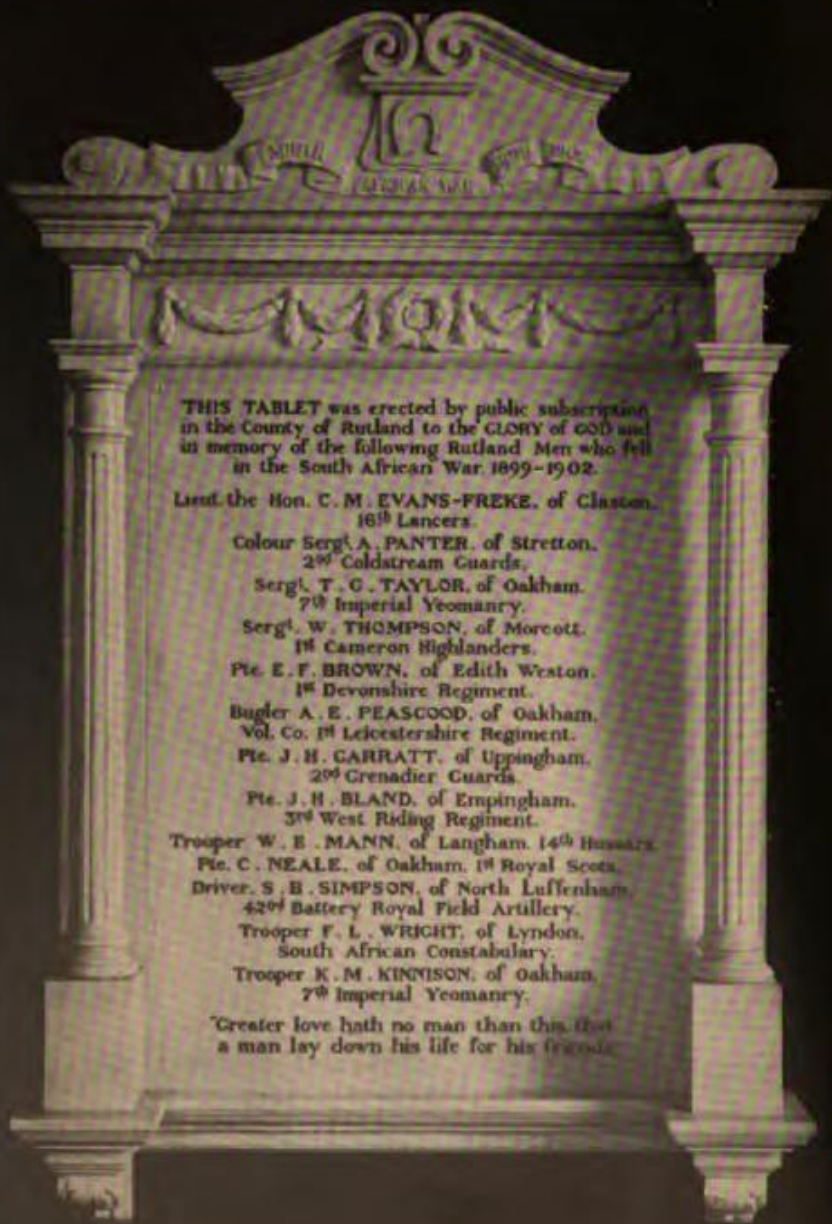 THIS TABLET was erected by public subscription
in the County of Rutland to the GLORY of GOD and
in memory of the following Rutland Men who fell
in the South African War 1899-1902.
Lieut. the Hon. C. M. EVANS-FREKE, of Glaston,
16th Lancers.
Colour Sergt. A. PANTER, of Stretton,
2nd Coldstream Guards.
Sergt. T. G. TAYLOR, of Oakham.
7th Imperial Yeomanry.
Sergt. W. THOMPSON, of Morcott.
1st Cameron Highlanders.
Pte. E. F. BROWN, of Edith Weston.
1st Devonshire Regiment.
Bugler A. E. PEASGOOD, of Oakham,
Vol. Co. 1st Leicestershire Regiment.
Pte. J. H. GARRATT, of Uppingham,
2nd Grenadier Guards.
Pte. J. H. BLAND, of Empingham,
3rd West Riding Regiment.
Trooper W. E. MANN, of Langham, 14th Hussars.
Pte. C. NEALE, of Oakham, 1st Royal Scots.
Driver. S. B. SIMPSON, of North Luffenham,
42nd Battery Royal Field Artillery.
Trooper F. L. WRIGHT, of Lyndon,
South African Constabulary.
Trooper K. M. KINNISON, of Oakham,
7th Imperial Yeomanry.
"Greater love hath no man than this, that
a man lay down his life for his friends